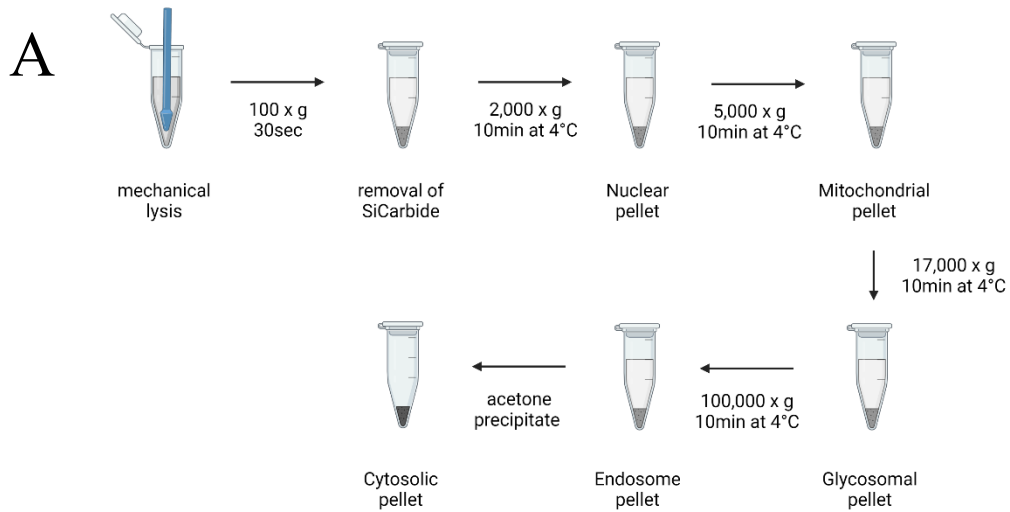 A
100 x g
30sec
2,000 x g
10min at 4°C
5,000 x g
10min at 4°C
mechanical
lysis
removal of
SiCarbide
Nuclear
pellet
Mitochondrial
pellet
17,000 x g
10min at 4°C
acetone
precipitate
100,000 x g
10min at 4°C
Cytosolic
pellet
Endosome
pellet
Glycosomal
pellet